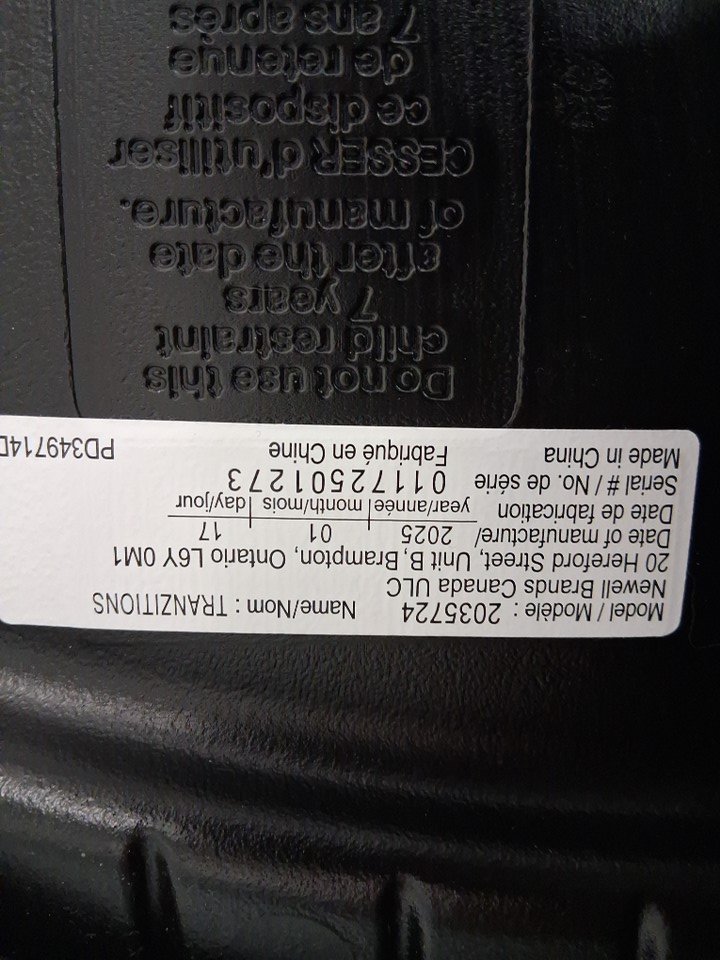 Model / Modèle : 2035724 Name/Nom : TRANZITIONS
Newell Brands Canada ULC
20 Hereford Street, Unit B, Brampton, Ontario L6Y 0M1
Date of manufacture/ 2025 01 17
Date de fabrication year/année month/mois day/jour
Serial # / No. de série 01172501273
Made in China Fabriqué en Chine PD349714
Do not use this
child restraint
7 years
after the date
of manufacture.
CESSER d'utiliser
ce dispositif
de retenue
7 ans après